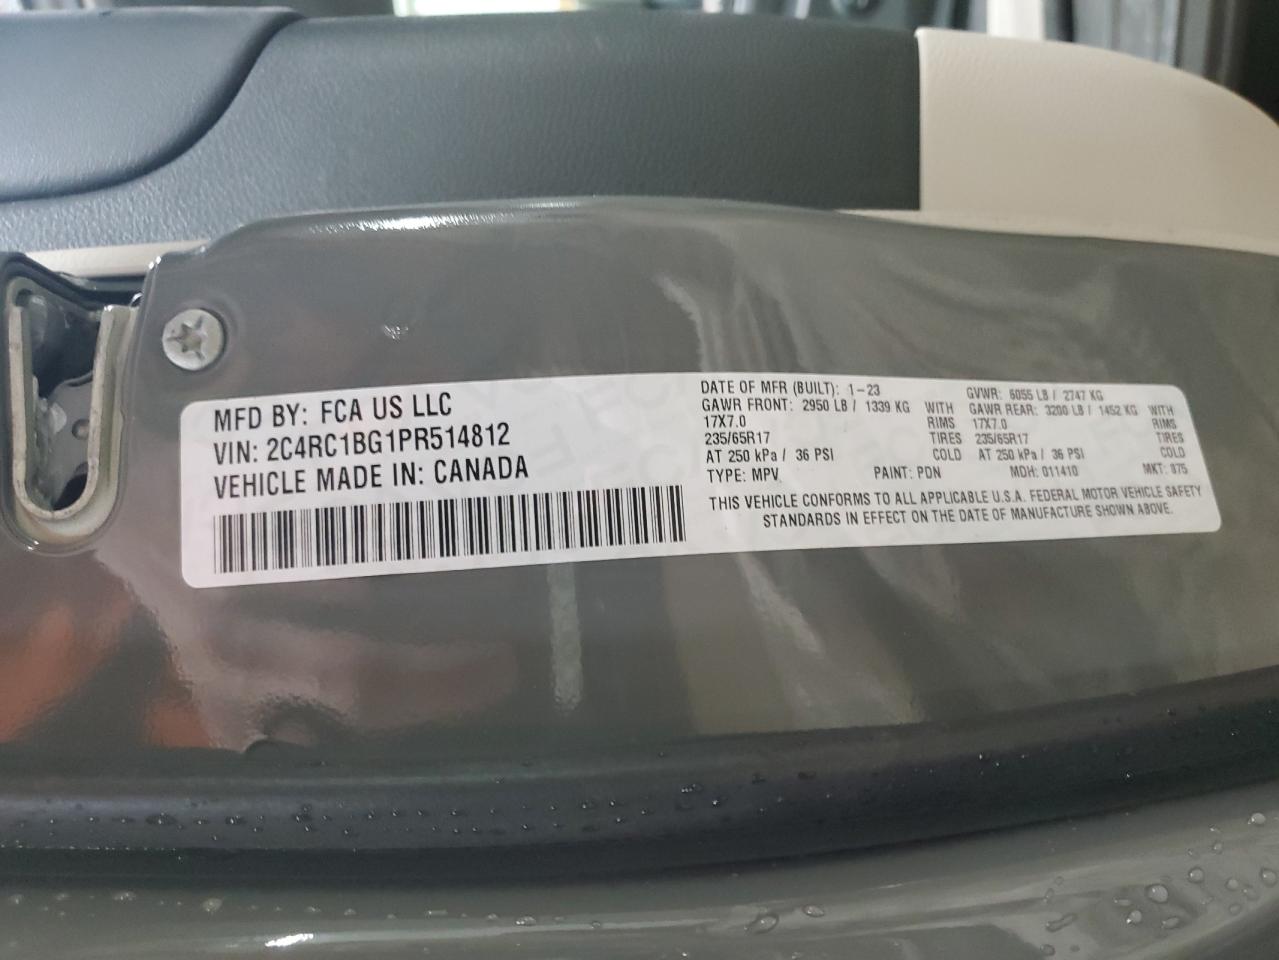 MFD BY: FCA US LLC
VIN: 2C4RC1BG1PR514812
VEHICLE MADE IN: CANADA
DATE OF MFR (BUILT): 1-23 GVWR: 6055 LB / 2747 KG
GAWR FRONT: 2950 LB / 1339 KG WITH GAWR REAR: 3200 LB / 1452 KG WITH
17X7.0 RIMS 17X7.0 RIMS
235/65R17 TIRES 235/65R17 TIRES
AT 250 kPa / 36 PSI COLD AT 250 kPa / 36 PSI COLD
TYPE: MPV PAINT: PDN MDH: 011410 MKT: 875
THIS VEHICLE CONFORMS TO ALL APPLICABLE U.S.A. FEDERAL MOTOR VEHICLE SAFETY
STANDARDS IN EFFECT ON THE DATE OF MANUFACTURE SHOWN ABOVE.